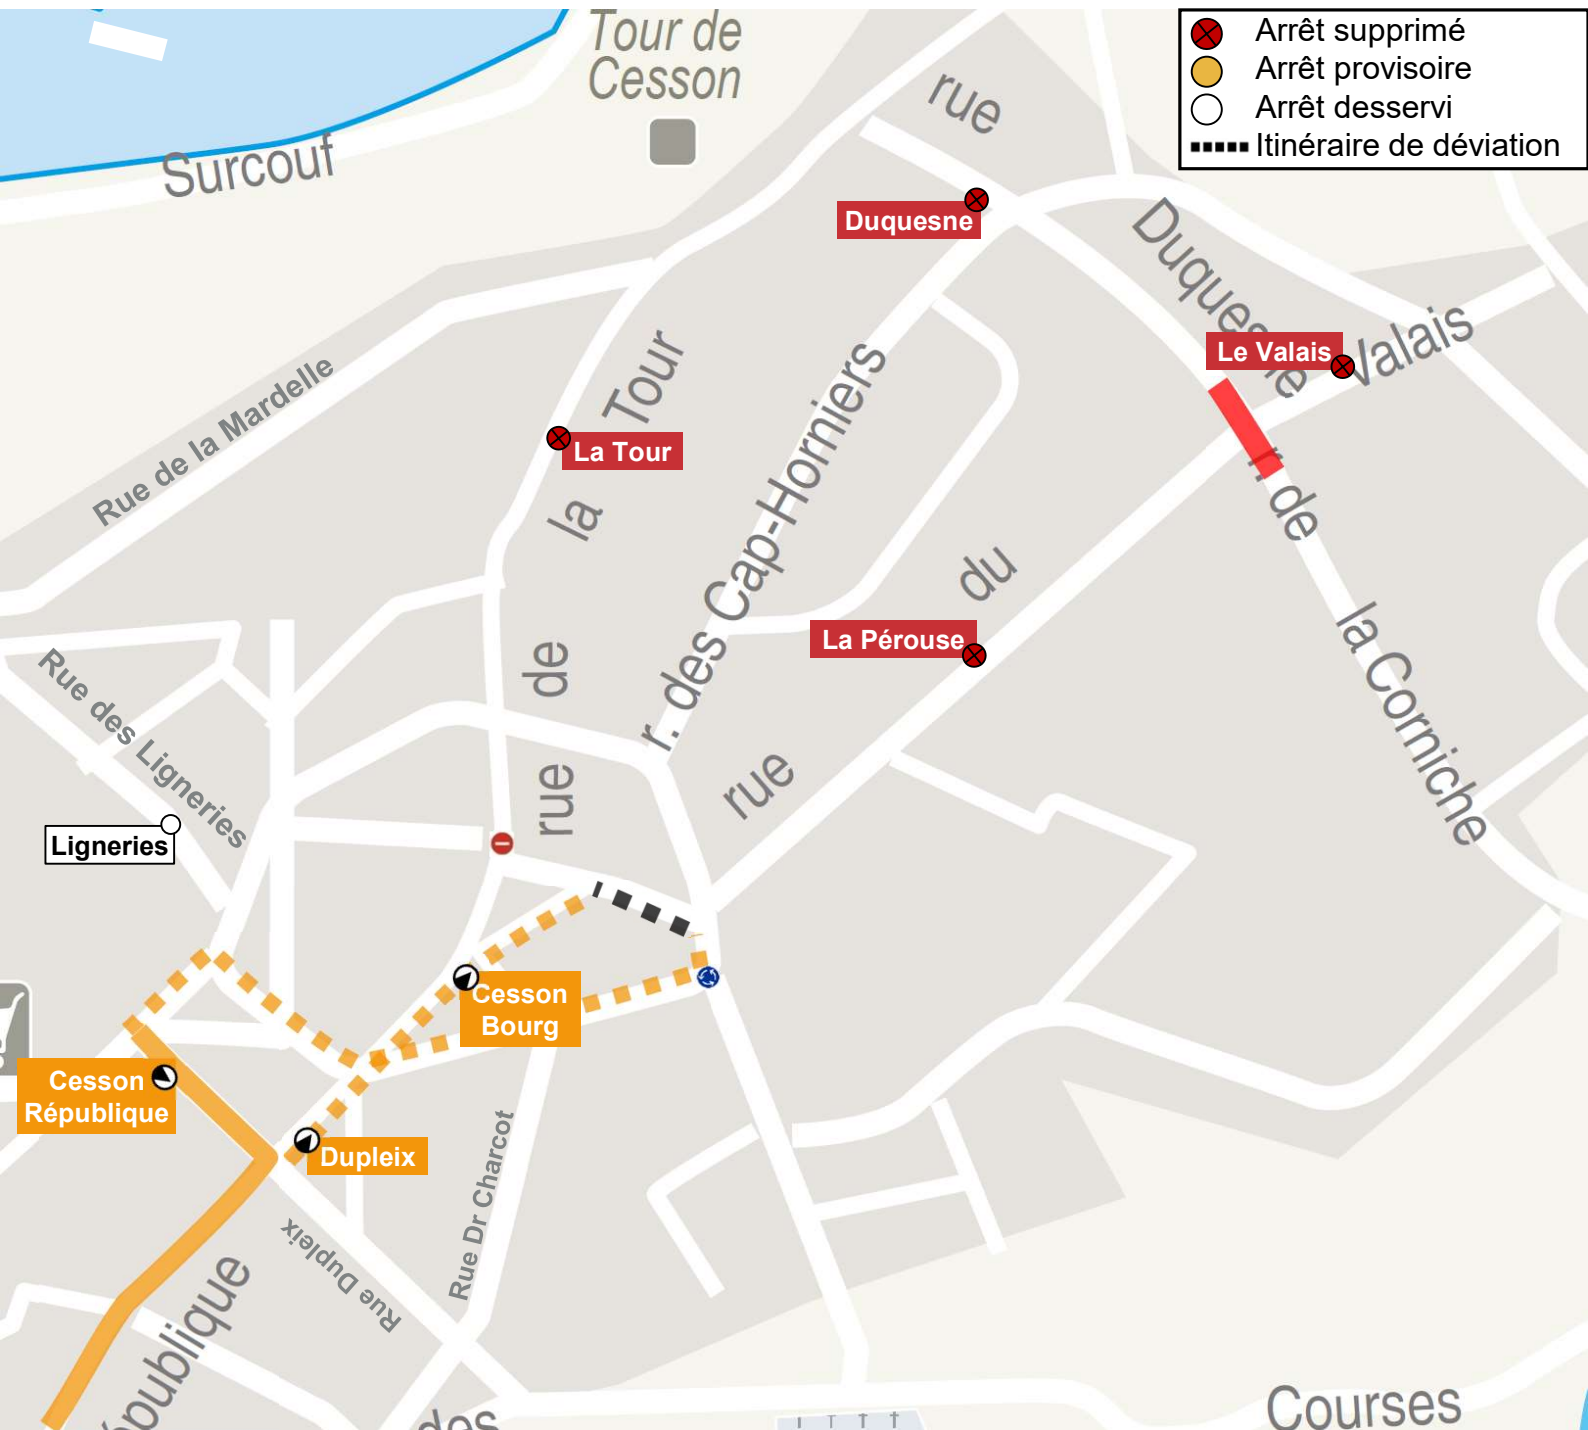 Tour de
Cesson
Surcouf
Arrêt supprimé
Arrêt provisoire
Arrêt desservi
Itinéraire de déviation
rue
Duquesne
Duquesne
Le Valais
Valais
Rue de la Mardelle
La Tour
rue de la Tour
r. des Cap-Horniers
r. de la Corniche
rue du
La Pérouse
Rue des Ligneries
Ligneries
Cesson
Bourg
Cesson
République
Dupleix
Rue Dr Charcot
Rue Dupleix
épublique
des
Courses